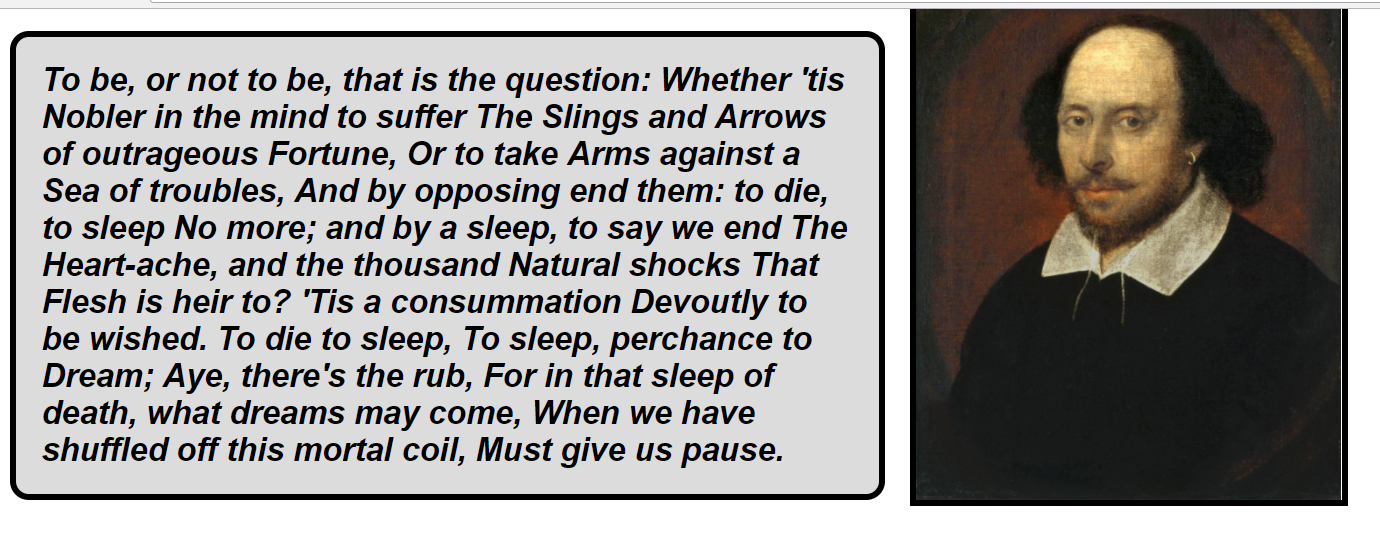 To be, or not to be, that is the question: Whether 'tis
Nobler in the mind to suffer The Slings and Arrows
of outrageous Fortune, Or to take Arms against a
Sea of troubles, And by opposing end them: to die,
to sleep No more; and by a sleep, to say we end The
Heart-ache, and the thousand Natural shocks That
Flesh is heir to? 'Tis a consummation Devoutly to
be wished. To die to sleep, To sleep, perchance to
Dream; Aye, there's the rub, For in that sleep of
death, what dreams may come, When we have
shuffled off this mortal coil, Must give us pause.